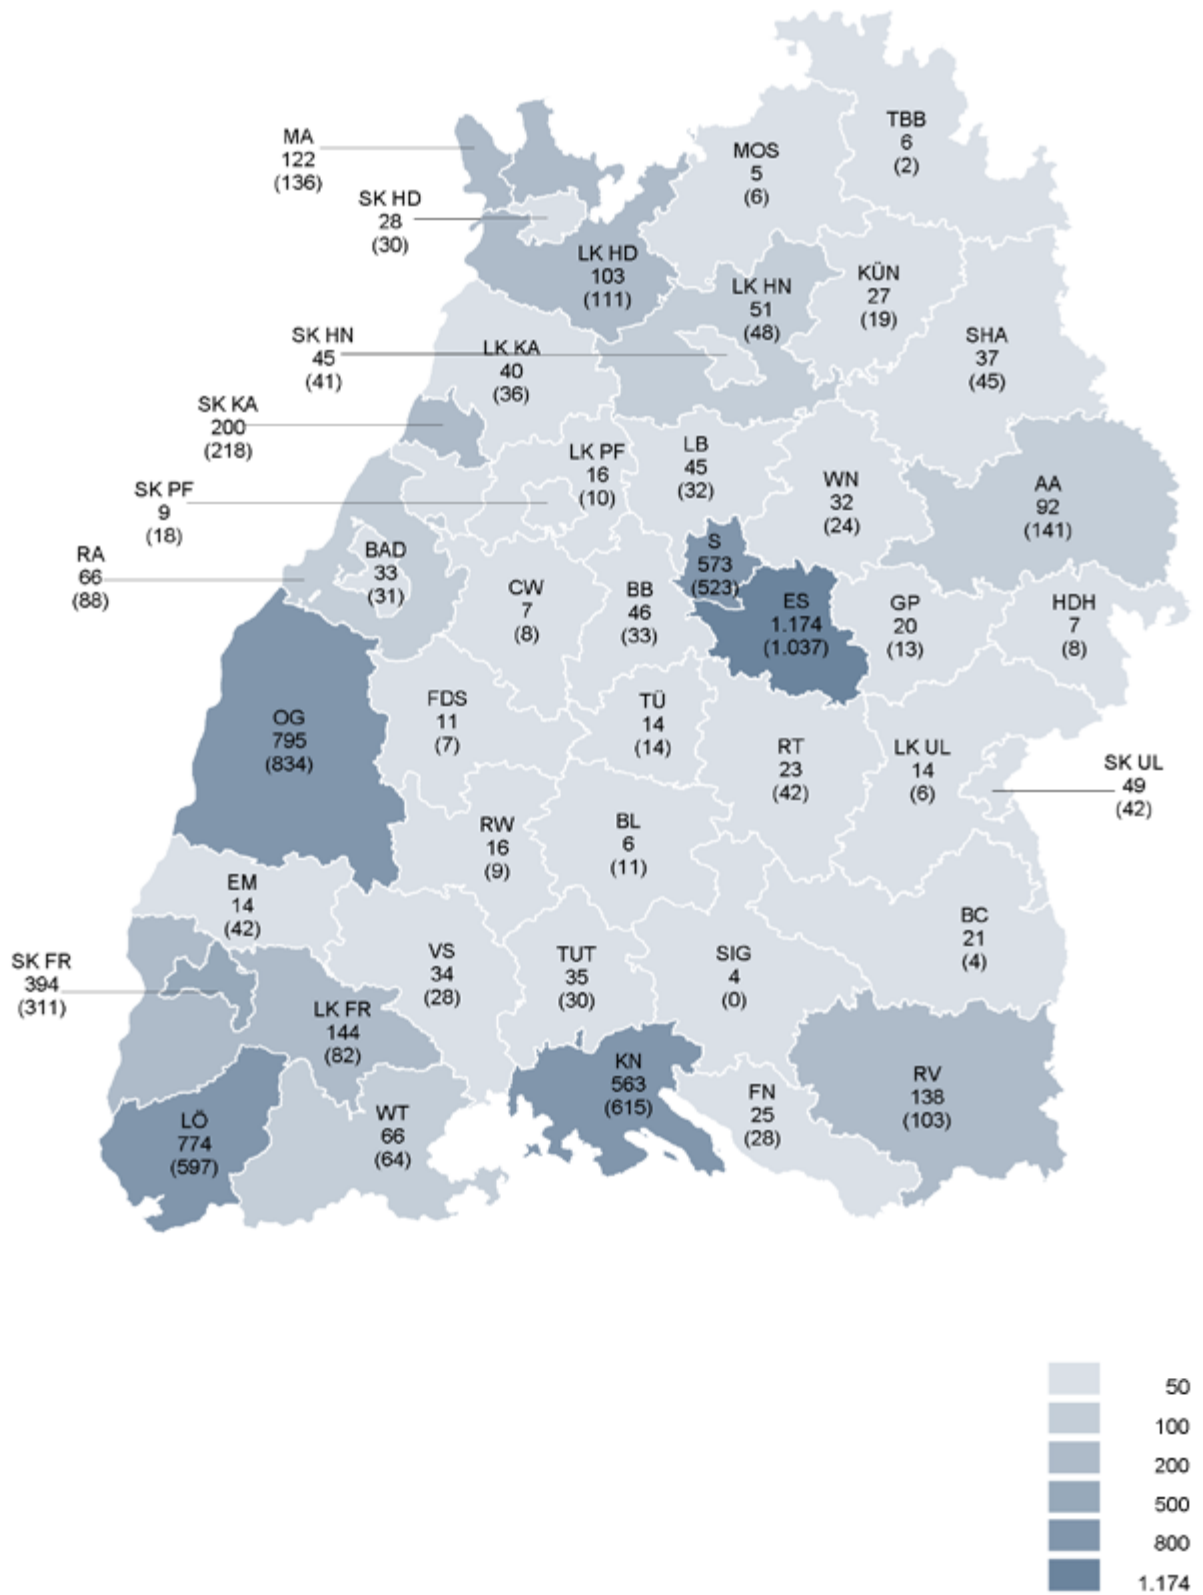 TBB
6
(2)
MA
122
(136)
MOS
5
(6)
SK HD
28
(30)
LK HD
103
(111)
KÜN
27
(19)
LK HN
51
(48)
SK HN
45
(41)
LK KA
40
(36)
SHA
37
(45)
SK KA
200
(218)
LK PF
16
(10)
LB
45
(32)
WN
32
(24)
AA
92
(141)
SK PF
9
(18)
S
573
(523)
RA
66
(88)
BAD
33
(31)
CW
7
(8)
BB
46
(33)
ES
1.174
(1.037)
GP
20
(13)
HDH
7
(8)
OG
795
(834)
FDS
11
(7)
TÜ
14
(14)
RT
23
(42)
LK UL
14
(6)
SK UL
49
(42)
RW
16
(9)
BL
6
(11)
EM
14
(42)
BC
21
(4)
SK FR
394
(311)
VS
34
(28)
TUT
35
(30)
SIG
4
(0)
LK FR
144
(82)
KN
563
(615)
FN
25
(28)
RV
138
(103)
LÖ
774
(597)
WT
66
(64)
50
100
200
500
800
1.174